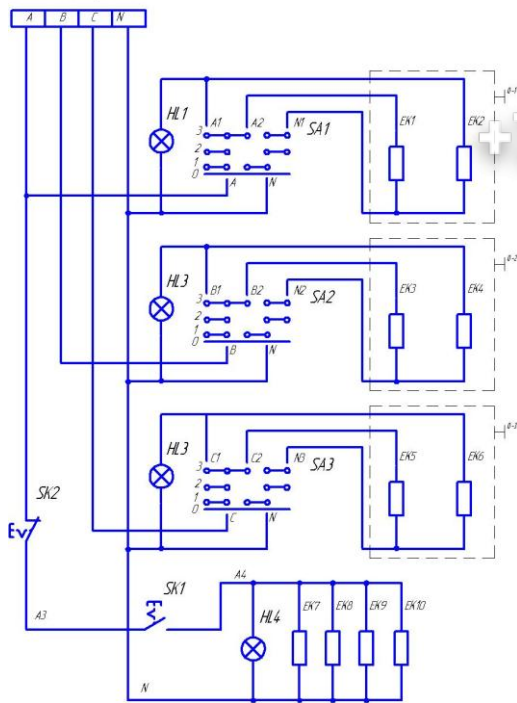 A B C N
HL1
A1 A2 N1
SA1
EK1 EK2
3
2
1
0
A N
HL3
B1 B2 N2
SA2
EK3 EK4
3
2
1
0
B N
HL3
C1 C2 N3
SA3
EK5 EK6
3
2
1
0
C N
SK2
SK1
A3
A4
HL4
EK7 EK8 EK9 EK10
N